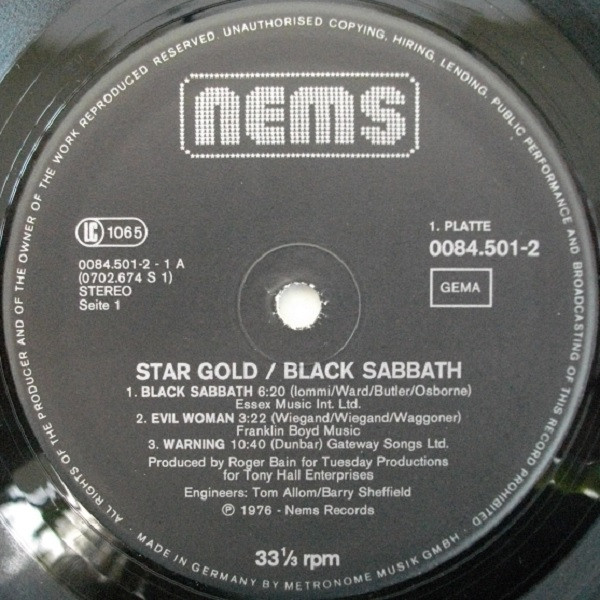 ALL RIGHTS OF THE PRODUCER AND OF THE OWNER OF THE WORK REPRODUCED RESERVED. UNAUTHORISED COPYING, HIRING, LENDING, PUBLIC PERFORMANCE AND BROADCASTING OF THIS RECORD PROHIBITED ·
nems
LC 1065
1. PLATTE
0084.501-2
0084.501-2 - 1 A
(0702.674 S 1)
STEREO
Seite 1
GEMA
STAR GOLD / BLACK SABBATH
1. BLACK SABBATH 6:20 (Iommi/Ward/Butler/Osborne)
Essex Music Int. Ltd.
2. EVIL WOMAN 3:22 (Wiegand/Wiegand/Waggoner)
Franklin Boyd Music
3. WARNING 10:40 (Dunbar) Gateway Songs Ltd.
Produced by Roger Bain for Tuesday Productions
for Tony Hall Enterprises
Engineers: Tom Allom/Barry Sheffield
℗ 1976 - Nems Records
33⅓ rpm
MADE IN GERMANY BY METRONOME MUSIK GMBH ·